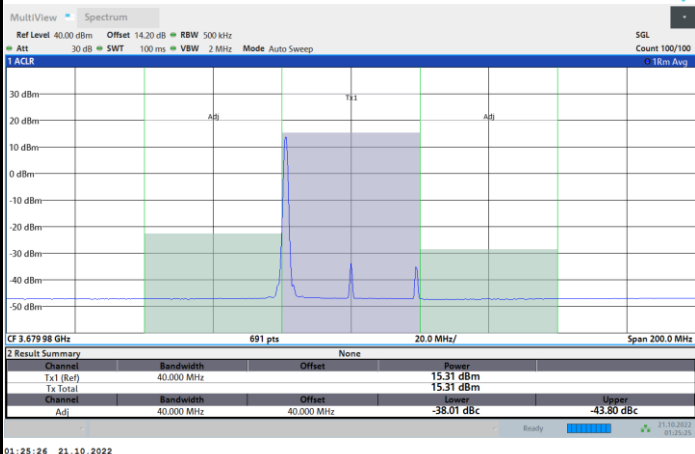 MultiView Spectrum
Ref Level 40.00 dBm Offset 14.20 dB RBW 500 kHz SGL
Att 30 dB SWT 100 ms VBW 2 MHz Mode Auto Sweep Count 100/100
1 ACLR 1Rm Avg
30 dBm
Tx1
20 dBm Adj Adj
10 dBm
0 dBm
-10 dBm
-20 dBm
-30 dBm
-40 dBm
-50 dBm
CF 3.67998 GHz 691 pts 20.0 MHz/ Span 200.0 MHz
2 Result Summary None
Channel Bandwidth Offset Power
Tx1 (Ref) 40.000 MHz 15.31 dBm
Tx Total 15.31 dBm
Channel Bandwidth Offset Lower Upper
Adj 40.000 MHz 40.000 MHz -38.01 dBc -43.80 dBc
Ready 21.10.2022
01:25:25
01:25:26 21.10.2022